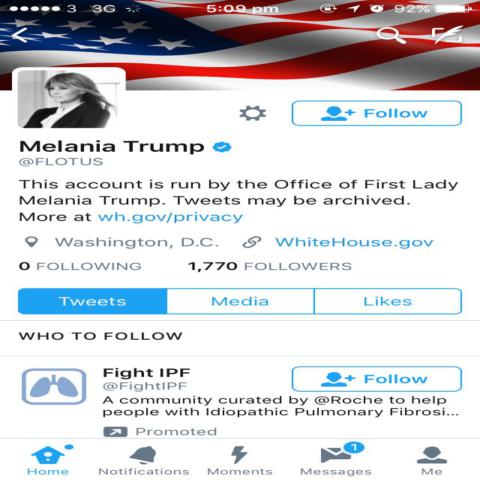 3 3G 5:09 pm 92%
Follow
Melania Trump
@FLOTUS
This account is run by the Office of First Lady
Melania Trump. Tweets may be archived.
More at wh.gov/privacy
Washington, D.C. WhiteHouse.gov
0 FOLLOWING 1,770 FOLLOWERS
Tweets Media Likes
WHO TO FOLLOW
Fight IPF
Follow
@FightIPF
A community curated by @Roche to help
people with Idiopathic Pulmonary Fibrosi...
Promoted
1
Home Notifications Moments Messages Me